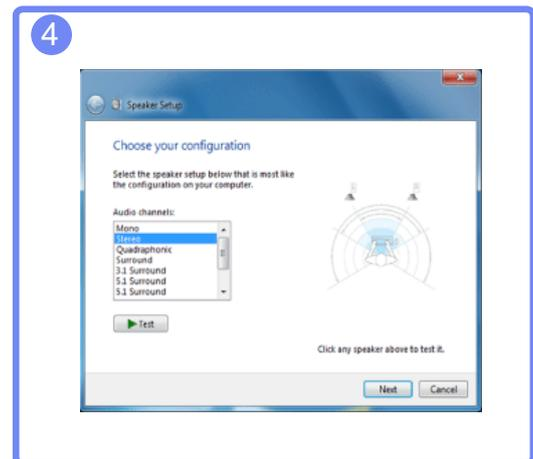 4
Speaker Setup
Choose your configuration
Select the speaker setup below that is most like
the configuration on your computer.
Audio channels:
Mono
Stereo
Quadraphonic
Surround
3.1 Surround
5.1 Surround
5.1 Surround
Test
Click any speaker above to test it.
Next
Cancel